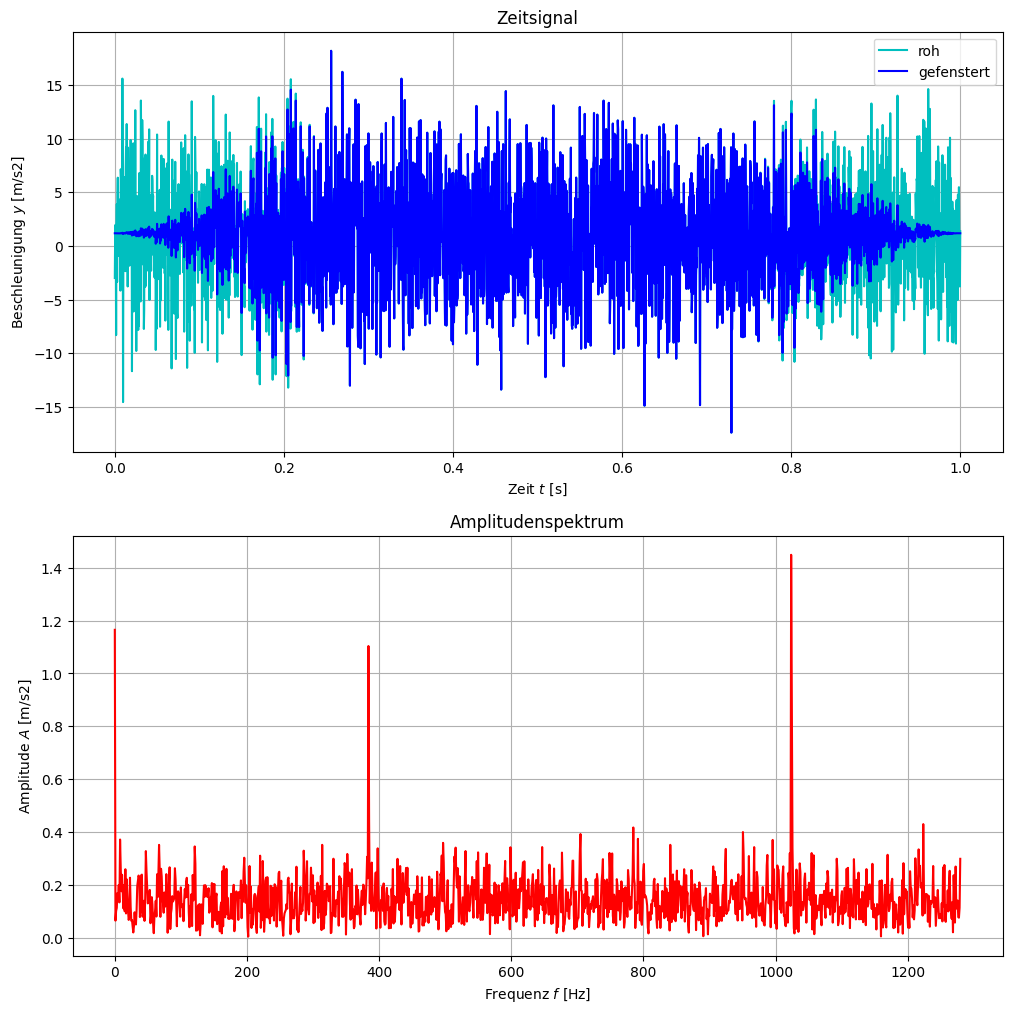 Zeitsignal
roh
gefenstert
15
10
5
0
−5
−10
−15
Beschleunigung y [m/s2]
0.0 0.2 0.4 0.6 0.8 1.0
Zeit t [s]
Amplitudenspektrum
1.4
1.2
1.0
0.8
0.6
0.4
0.2
0.0
Amplitude A [m/s2]
0 200 400 600 800 1000 1200
Frequenz f [Hz]